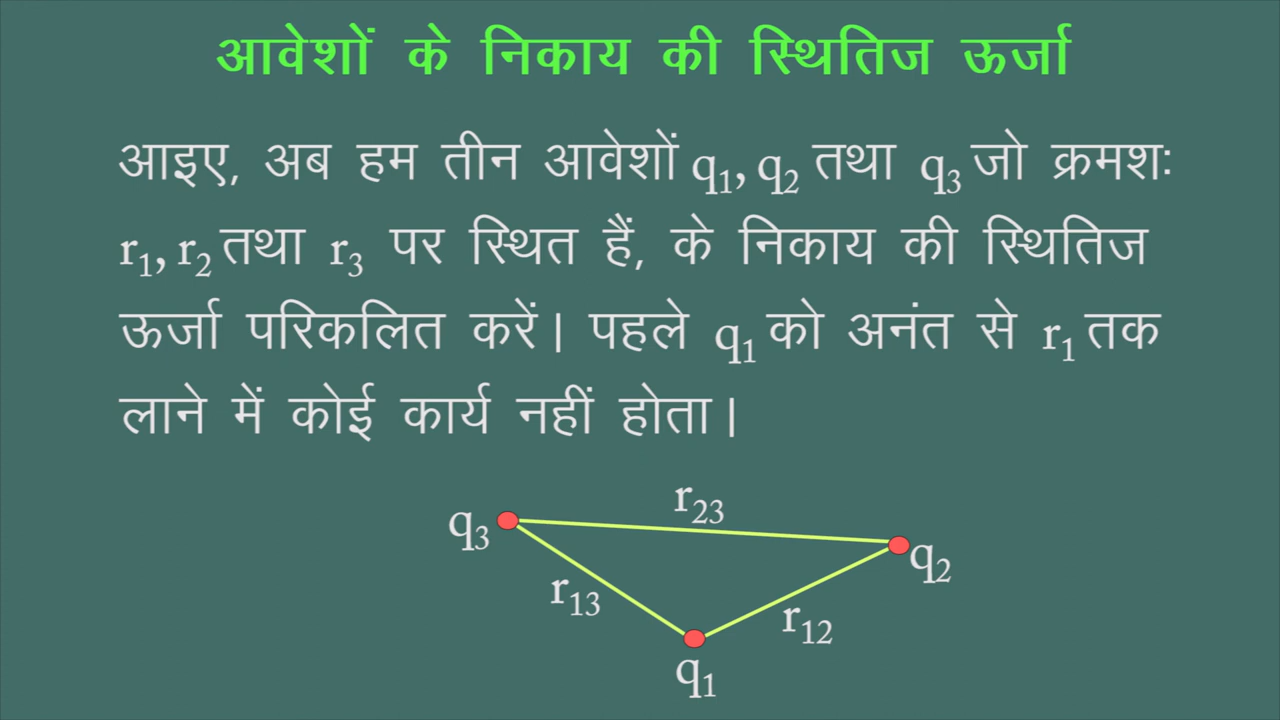 आवेशों के निकाय की स्थितिज ऊर्जा
आइए, अब हम तीन आवेशों q₁, q₂ तथा q₃ जो क्रमशः
r₁, r₂ तथा r₃ पर स्थित हैं, के निकाय की स्थितिज
ऊर्जा परिकलित करें। पहले q₁ को अनंत से r₁ तक
लाने में कोई कार्य नहीं होता।
r₂₃
q₃
q₂
r₁₃
r₁₂
q₁